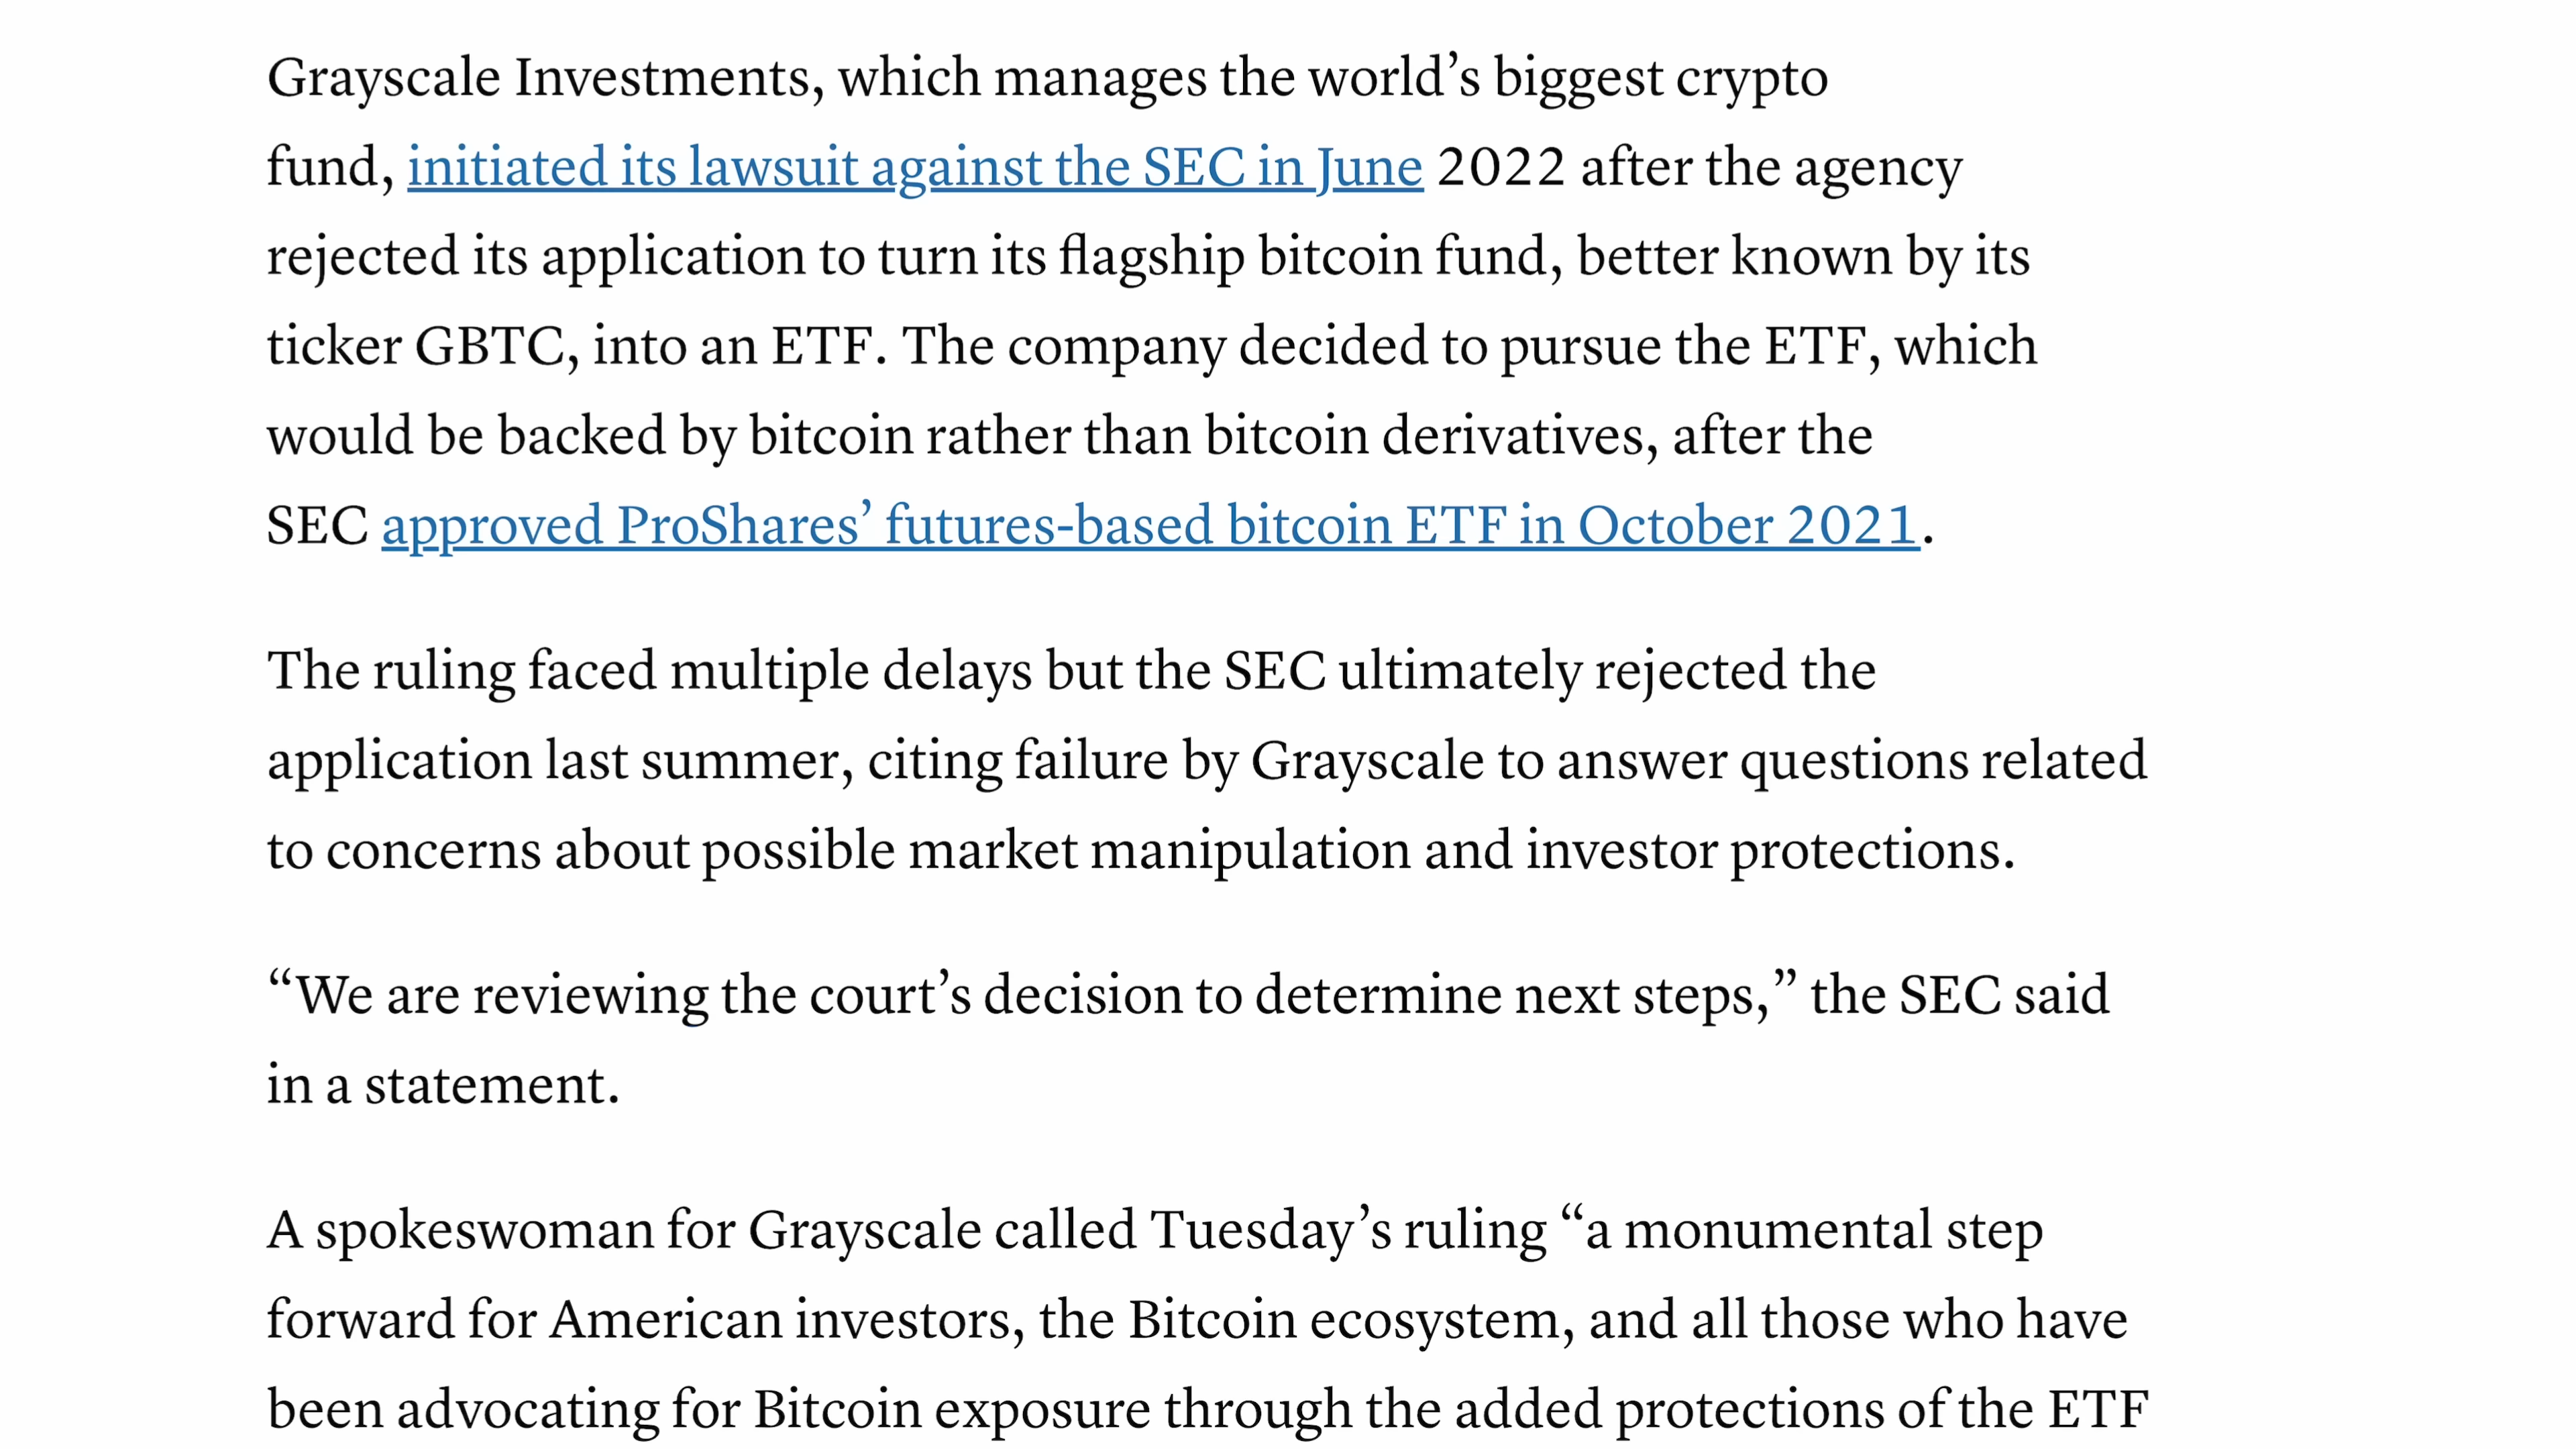 Grayscale Investments, which manages the world’s biggest crypto
fund, initiated its lawsuit against the SEC in June 2022 after the agency
rejected its application to turn its flagship bitcoin fund, better known by its
ticker GBTC, into an ETF. The company decided to pursue the ETF, which
would be backed by bitcoin rather than bitcoin derivatives, after the
SEC approved ProShares’ futures-based bitcoin ETF in October 2021.
The ruling faced multiple delays but the SEC ultimately rejected the
application last summer, citing failure by Grayscale to answer questions related
to concerns about possible market manipulation and investor protections.
“We are reviewing the court’s decision to determine next steps,” the SEC said
in a statement.
A spokeswoman for Grayscale called Tuesday’s ruling “a monumental step
forward for American investors, the Bitcoin ecosystem, and all those who have
been advocating for Bitcoin exposure through the added protections of the ETF